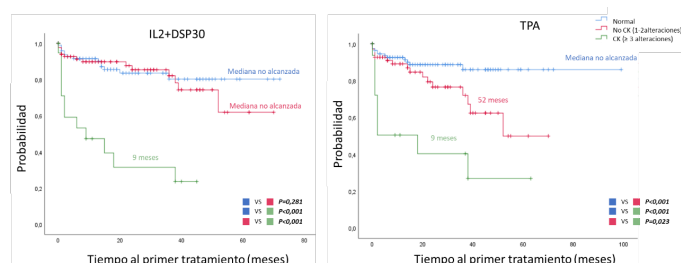 IL2+DSP30
Probabilidad
1,0
0,8
0,6
0,4
0,2
0,0
Mediana no alcanzada
Mediana no alcanzada
9 meses
VS P=0,281
VS P<0,001
VS P<0,001
0
20
40
60
80
Tiempo al primer tratamiento (meses)
TPA
Normal
No CK (1-2alteraciones)
CK (≥ 3 alteraciones)
Probabilidad
1,0
0,8
0,6
0,4
0,2
0,0
Mediana no alcanzada
52 meses
9 meses
VS P<0,001
VS P<0,001
VS P=0,023
0
20
40
60
80
100
Tiempo al primer tratamiento (meses)